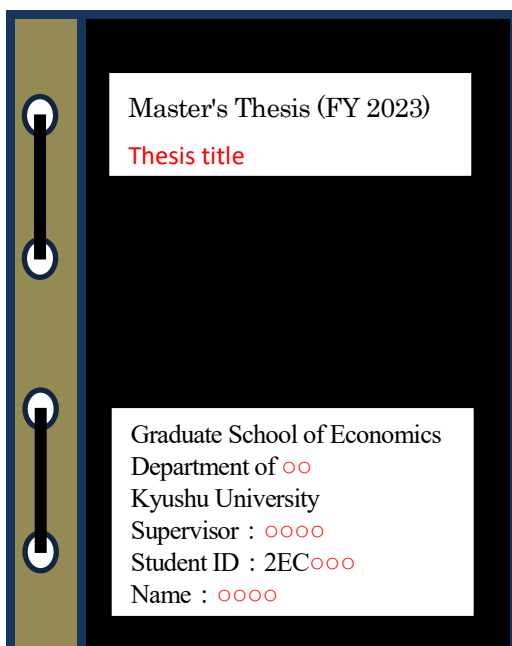 Master's Thesis (FY 2023)
Thesis title
Graduate School of Economics
Department of ○○
Kyushu University
Supervisor：○○○○
Student ID：2EC○○○
Name：○○○○